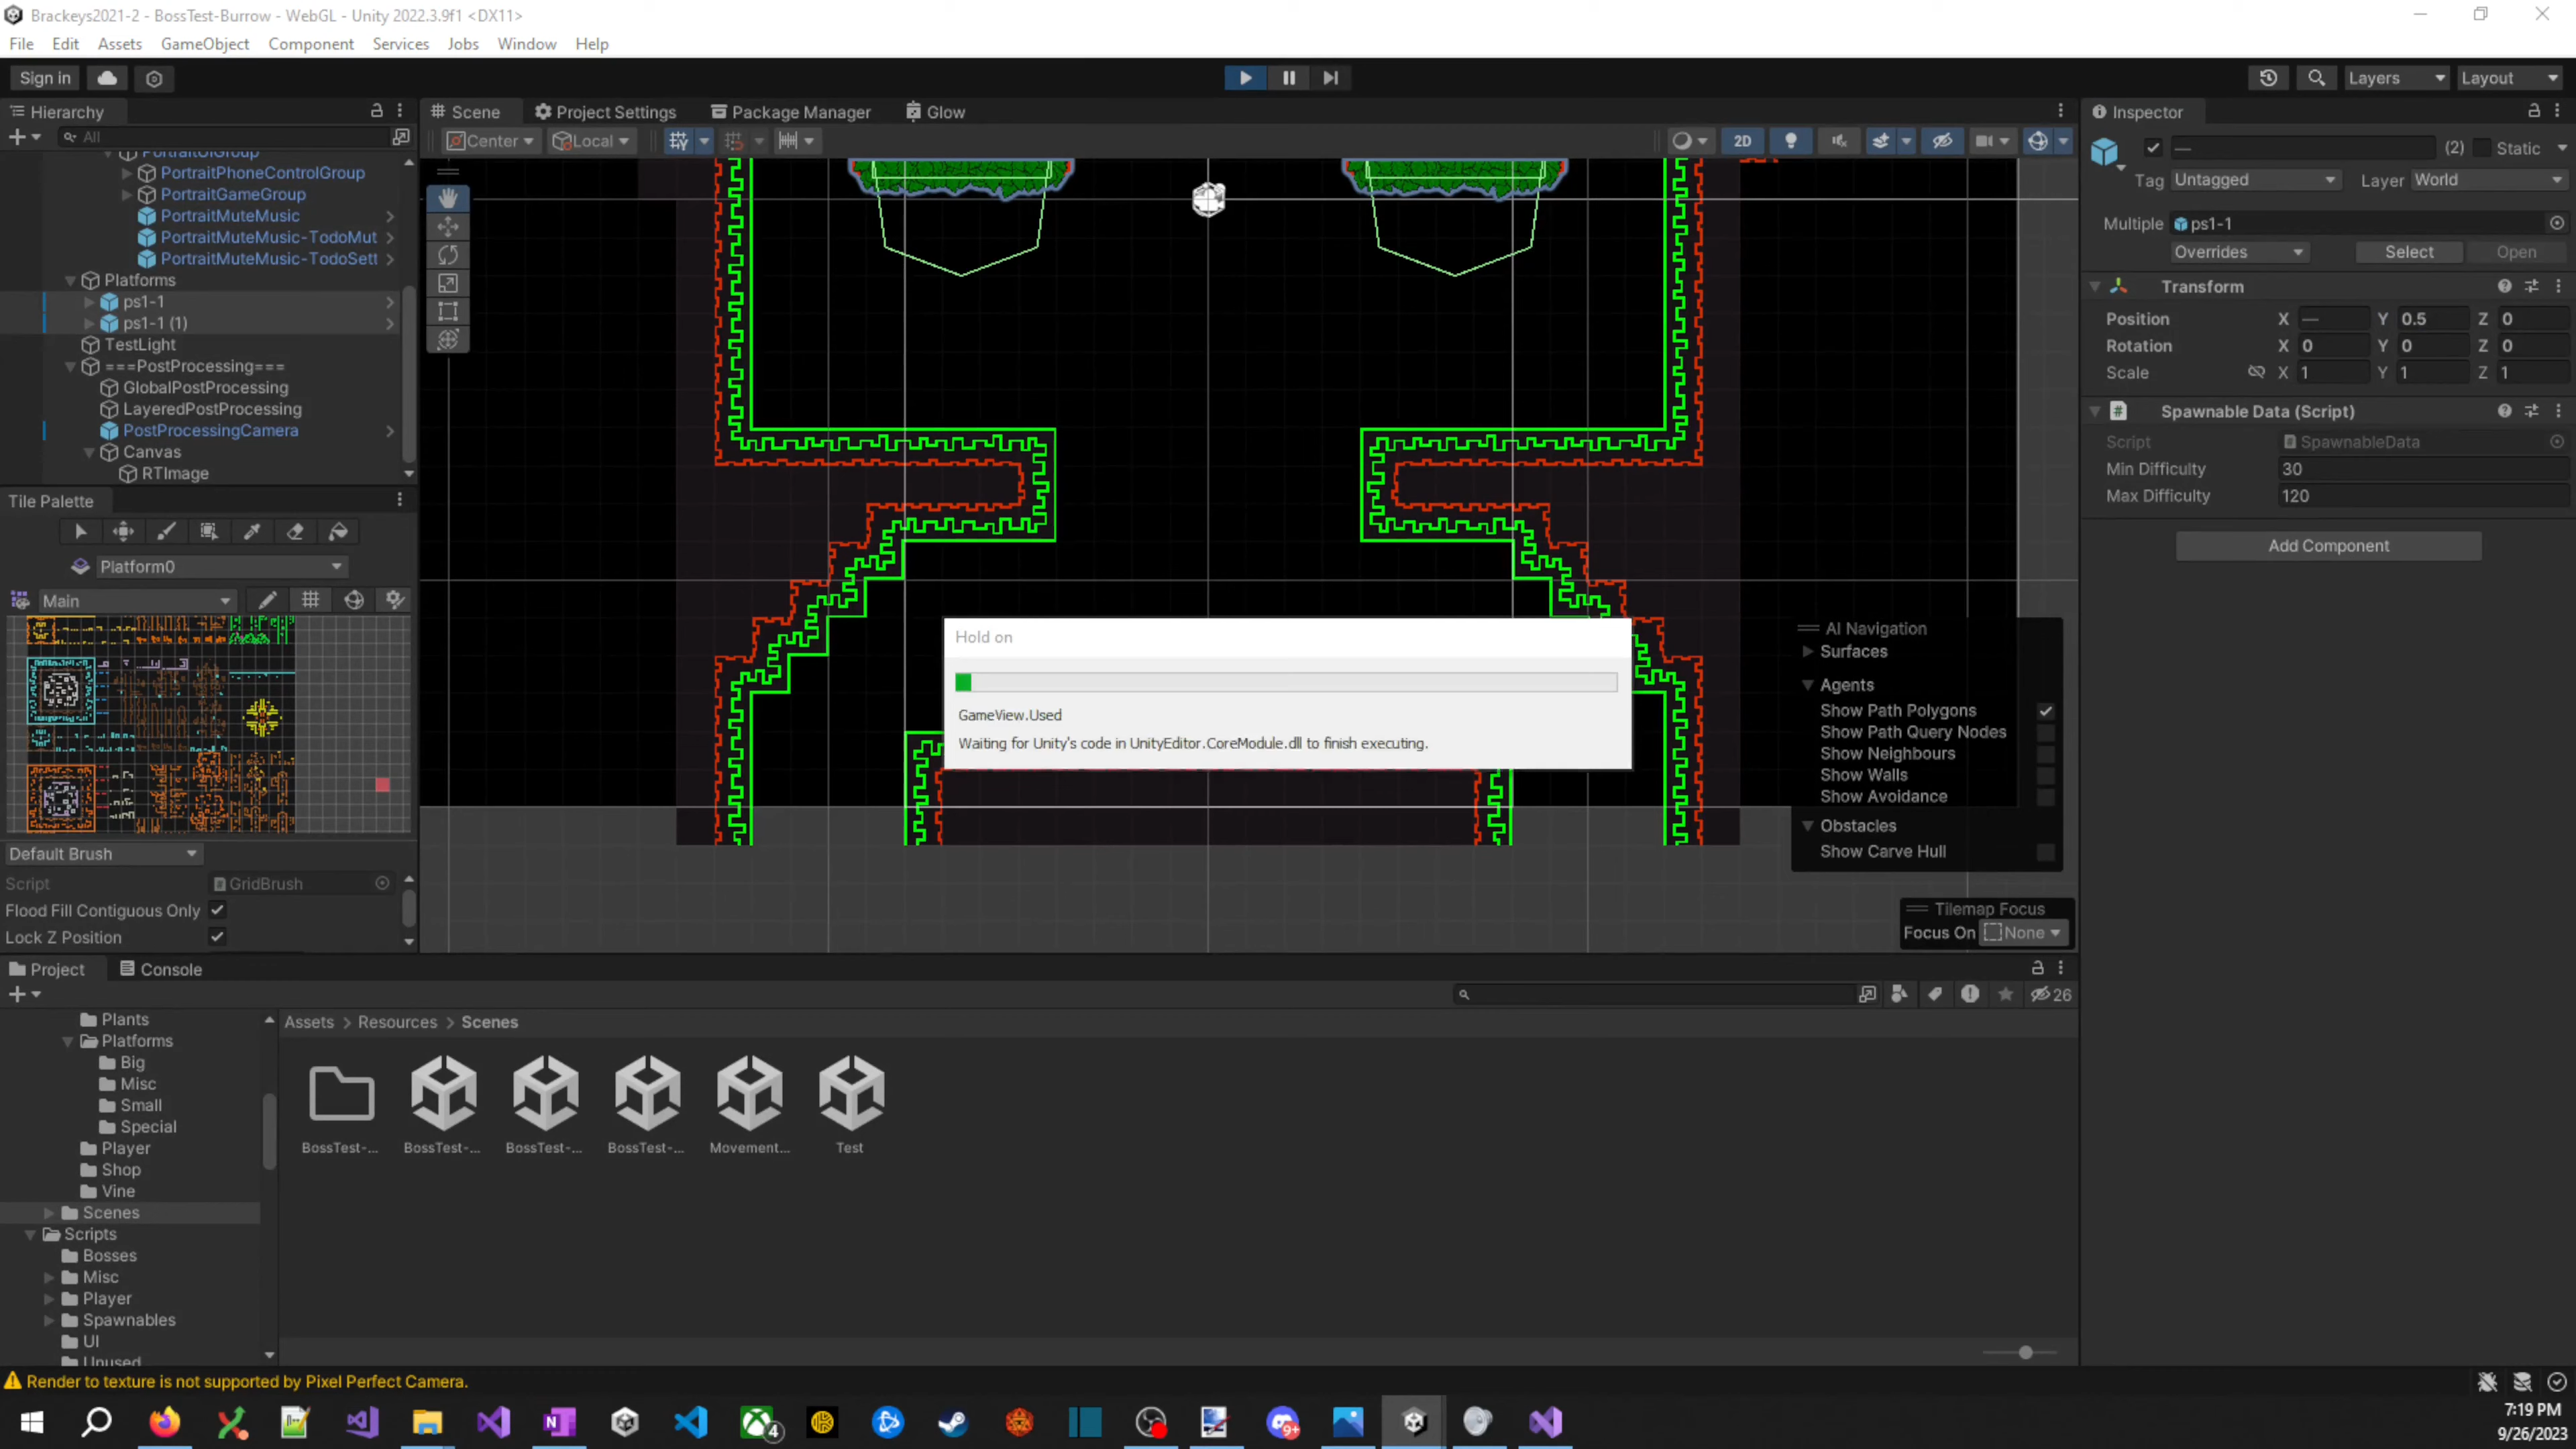 Brackeys2021-2 - BossTest-Burrow - WebGL - Unity 2022.3.9f1 <DX11>
File Edit Assets GameObject Component Services Jobs Window Help
Sign in
Layers Layout
Hierarchy
All
PortraitUIGroup
PortraitPhoneControlGroup
PortraitGameGroup
PortraitMuteMusic
PortraitMuteMusic-TodoMut
PortraitMuteMusic-TodoSett
Platforms
ps1-1
ps1-1 (1)
TestLight
===PostProcessing===
GlobalPostProcessing
LayeredPostProcessing
PostProcessingCamera
Canvas
RTImage
Tile Palette
Platform0
Main
Default Brush
Script GridBrush
Flood Fill Contiguous Only
Lock Z Position
Scene Project Settings Package Manager Glow
Center Local 2D
Hold on
GameView.Used
Waiting for Unity's code in UnityEditor.CoreModule.dll to finish executing.
AI Navigation
Surfaces
Agents
Show Path Polygons
Show Path Query Nodes
Show Neighbours
Show Walls
Show Avoidance
Obstacles
Show Carve Hull
Tilemap Focus
Focus On None
Inspector
— (2) Static
Tag Untagged Layer World
Multiple ps1-1
Overrides Select Open
Transform
Position X — Y 0.5 Z 0
Rotation X 0 Y 0 Z 0
Scale X 1 Y 1 Z 1
Spawnable Data (Script)
Script SpawnableData
Min Difficulty 30
Max Difficulty 120
Add Component
Project Console
26
Plants
Platforms
Big
Misc
Small
Special
Player
Shop
Vine
Scenes
Scripts
Bosses
Misc
Player
Spawnables
UI
Unused
Assets > Resources > Scenes
BossTest-... BossTest-... BossTest-... BossTest-... Movement... Test
Render to texture is not supported by Pixel Perfect Camera.
4
9+
7:19 PM
9/26/2023